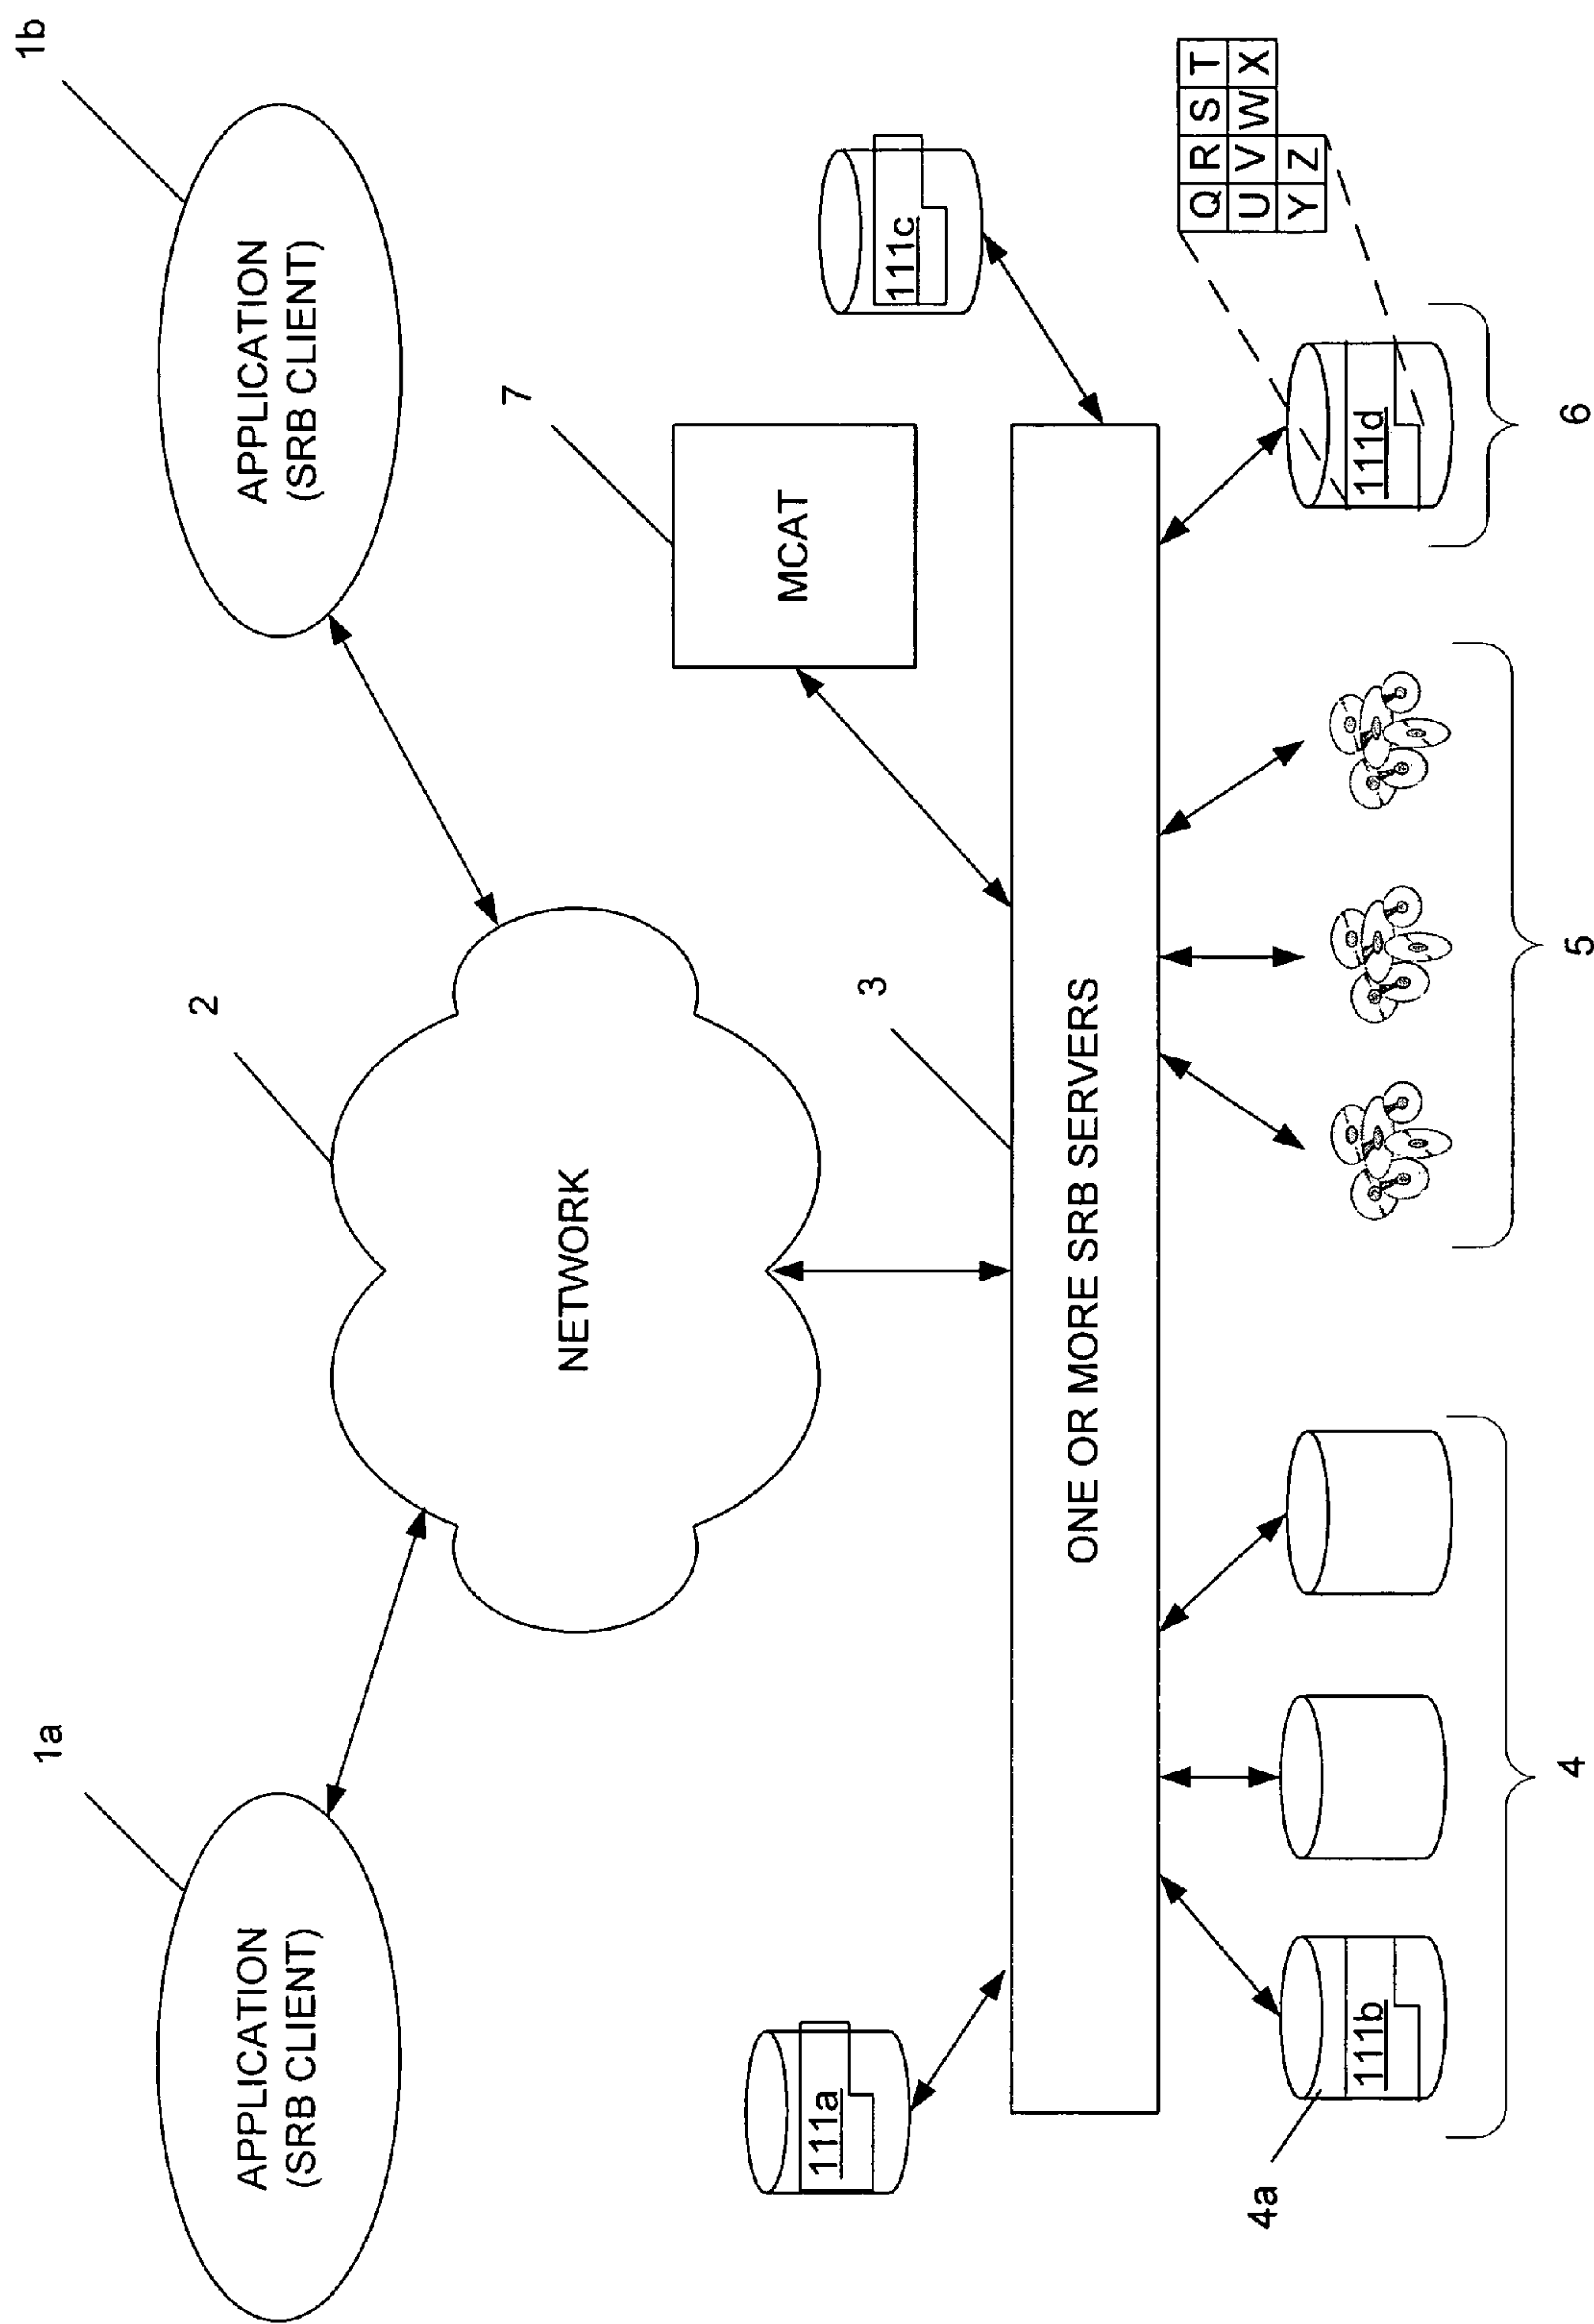 1a
1b
APPLICATION
(SRB CLIENT)
APPLICATION
(SRB CLIENT)
2
NETWORK
7
MCAT
111a
3
111c
ONE OR MORE SRB SERVERS
4a
111b
111d
Q R S T
U V W X
Y Z
4
5
6